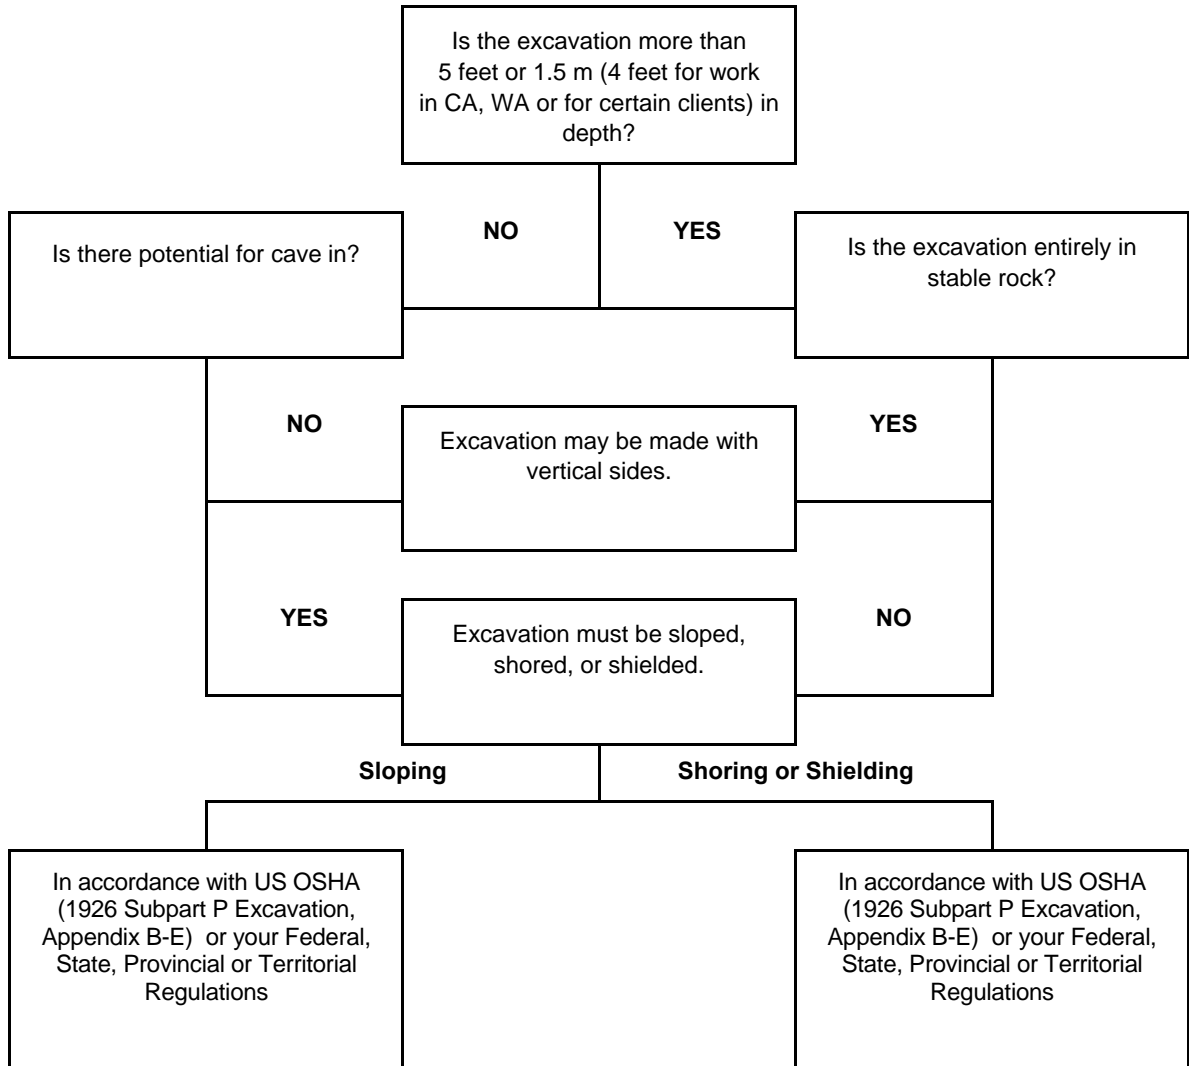 Is the excavation more than
5 feet or 1.5 m (4 feet for work
in CA, WA or for certain clients) in
depth?
NO
YES
Is there potential for cave in?
Is the excavation entirely in
stable rock?
NO
Excavation may be made with
vertical sides.
YES
YES
Excavation must be sloped,
shored, or shielded.
NO
Sloping
Shoring or Shielding
In accordance with US OSHA
(1926 Subpart P Excavation,
Appendix B-E) or your Federal,
State, Provincial or Territorial
Regulations
In accordance with US OSHA
(1926 Subpart P Excavation,
Appendix B-E) or your Federal,
State, Provincial or Territorial
Regulations